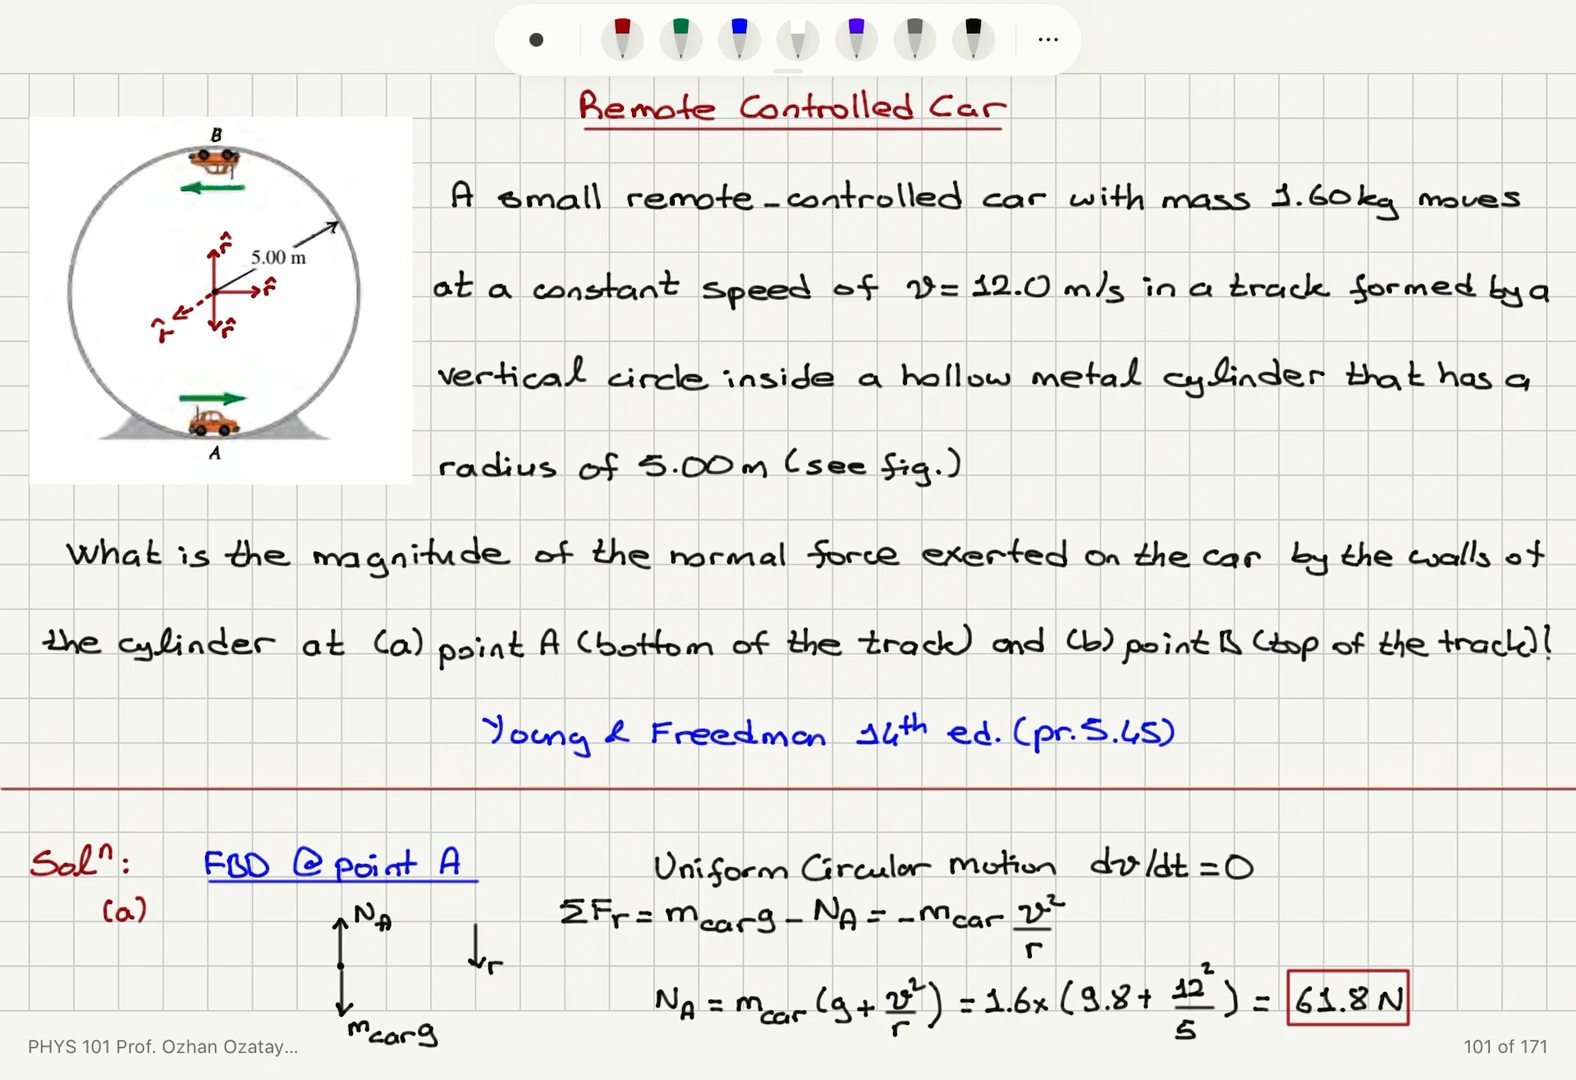 Remote Controlled Car
B
5.00 m
r̂
r̂
r̂
r̂
A
A small remote-controlled car with mass 1.60kg moves
at a constant speed of v = 12.0 m/s in a track formed by a
vertical circle inside a hollow metal cylinder that has a
radius of 5.00m (see fig.)
What is the magnitude of the normal force exerted on the car by the walls of
the cylinder at (a) point A (bottom of the track) and (b) point B (top of the track)?
Young & Freedman 14th ed. (pr.5.45)
Solⁿ:
FBD @ point A
Uniform Circular motion dv/dt = 0
(a)
N_A
r
m_car g
ΣF_r = m_car g - N_A = -m_car v²/r
N_A = m_car (g + v²/r) = 1.6x (9.8 + 12²/5) = 61.8 N
PHYS 101 Prof. Ozhan Ozatay...
101 of 171